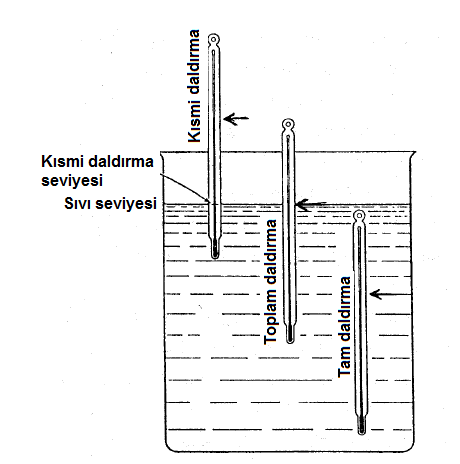 Kısmi daldırma
Kısmi daldırma
seviyesi
Sıvı seviyesi
Toplam daldırma
Tam daldırma